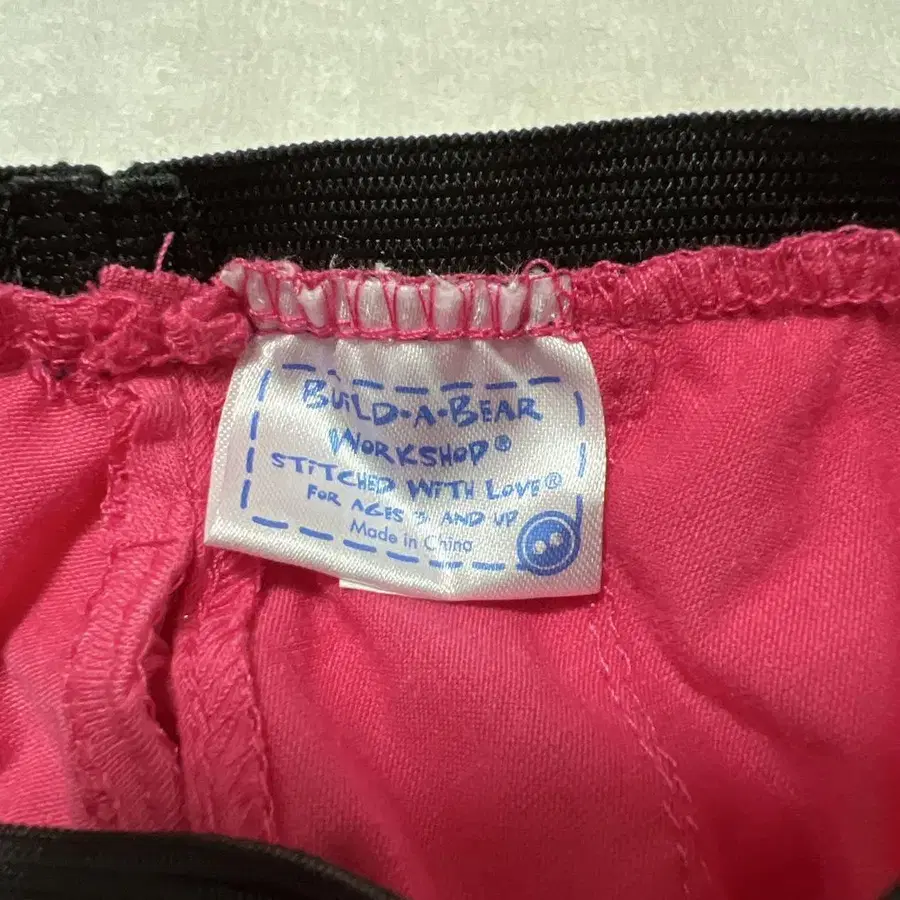 BUiLD-A-BEAR
WORKSHOP®
STiTCHED WiTH LOVE®
FOR AGES 3 AND UP
Made in China